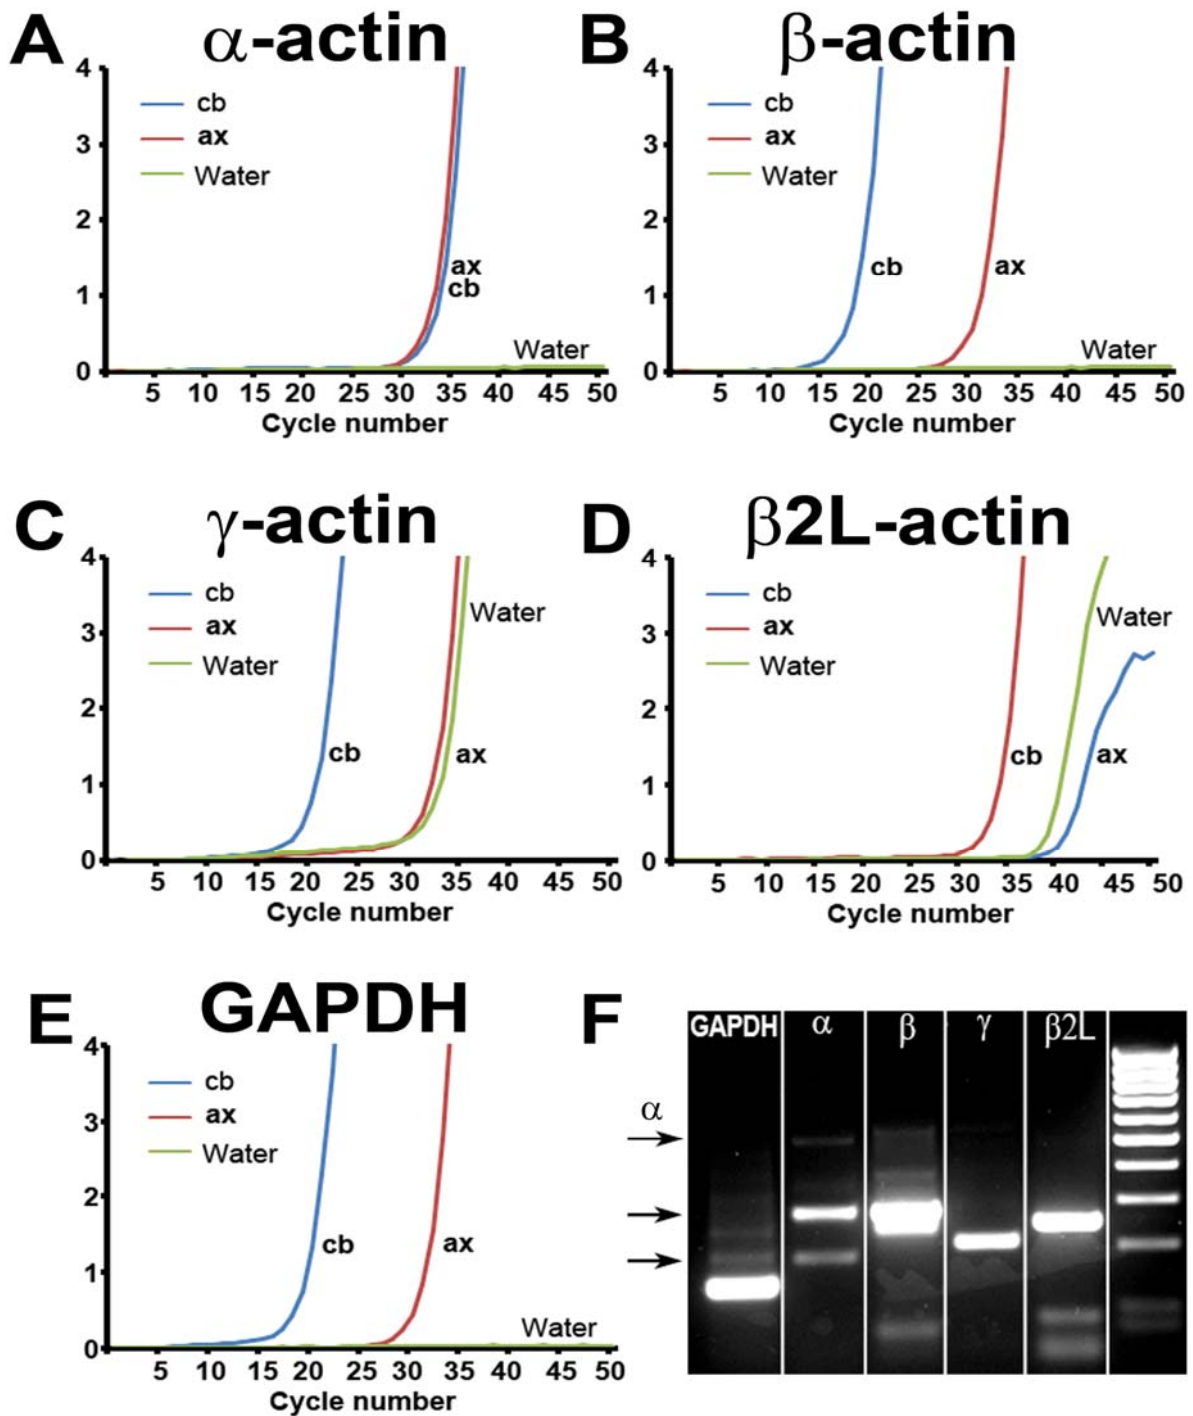 A
α-actin
4
3
2
1
0
cb
ax
Water
ax
cb
Water
5 10 15 20 25 30 35 40 45 50
Cycle number
B
β-actin
4
3
2
1
0
cb
ax
Water
cb
ax
Water
5 10 15 20 25 30 35 40 45 50
Cycle number
C
γ-actin
4
3
2
1
0
cb
ax
Water
Water
cb
ax
5 10 15 20 25 30 35 40 45 50
Cycle number
D
β2L-actin
4
3
2
1
0
cb
ax
Water
Water
cb
ax
5 10 15 20 25 30 35 40 45 50
Cycle number
E
GAPDH
4
3
2
1
0
cb
ax
Water
cb
ax
Water
5 10 15 20 25 30 35 40 45 50
Cycle number
F
GAPDH α β γ β2L
α